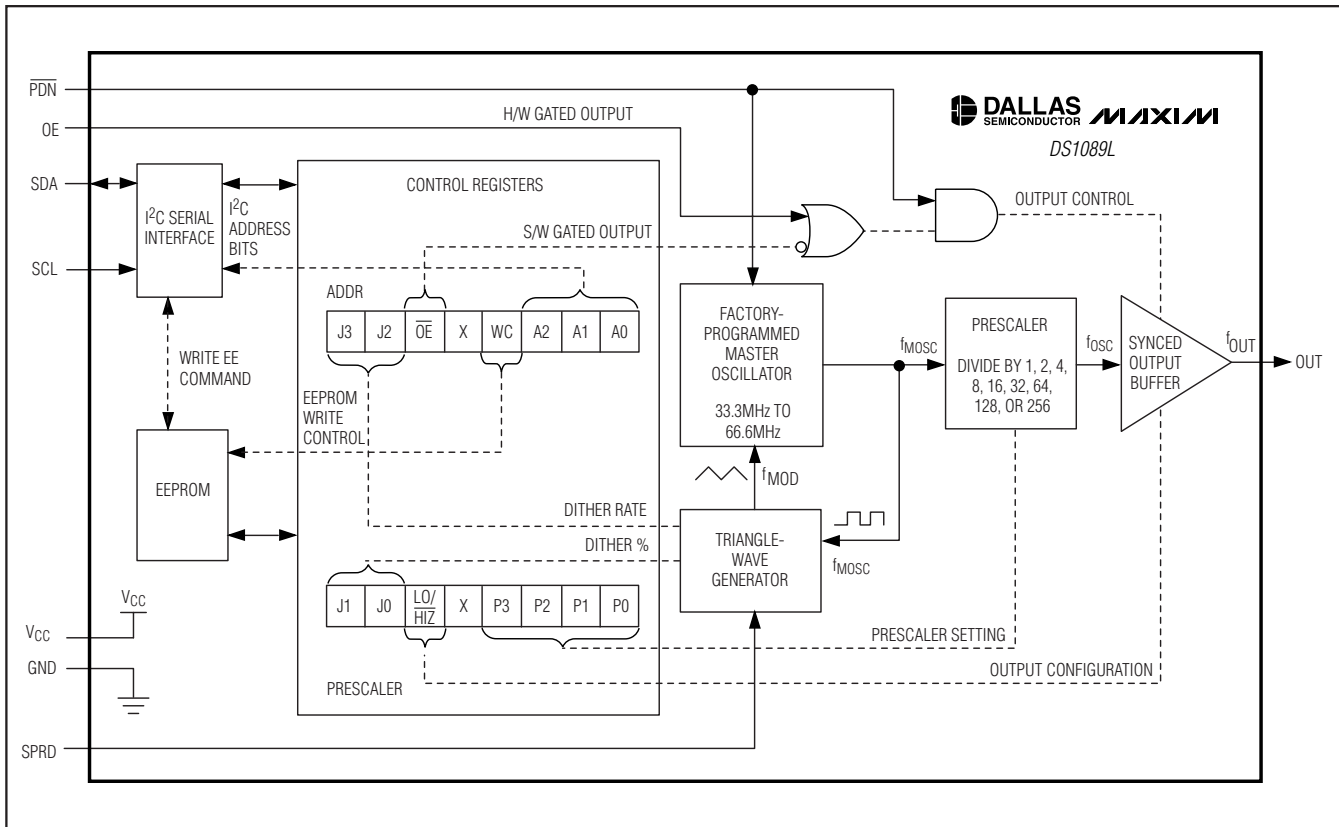 PDN
OE
SDA
SCL
VCC
VCC
GND
SPRD
H/W GATED OUTPUT
DALLAS
SEMICONDUCTOR
MAXIM
DS1089L
I2C SERIAL
INTERFACE
I2C
ADDRESS
BITS
CONTROL REGISTERS
S/W GATED OUTPUT
OUTPUT CONTROL
ADDR
J3 J2 OE X WC A2 A1 A0
WRITE EE
COMMAND
EEPROM
WRITE
CONTROL
EEPROM
FACTORY-
PROGRAMMED
MASTER
OSCILLATOR
33.3MHz TO
66.6MHz
fMOSC
PRESCALER
DIVIDE BY 1, 2, 4,
8, 16, 32, 64,
128, OR 256
fOSC
SYNCED
OUTPUT
BUFFER
fOUT
OUT
fMOD
DITHER RATE
DITHER %
TRIANGLE-
WAVE
GENERATOR
fMOSC
J1 J0 LO/HIZ X P3 P2 P1 P0
PRESCALER SETTING
PRESCALER
OUTPUT CONFIGURATION